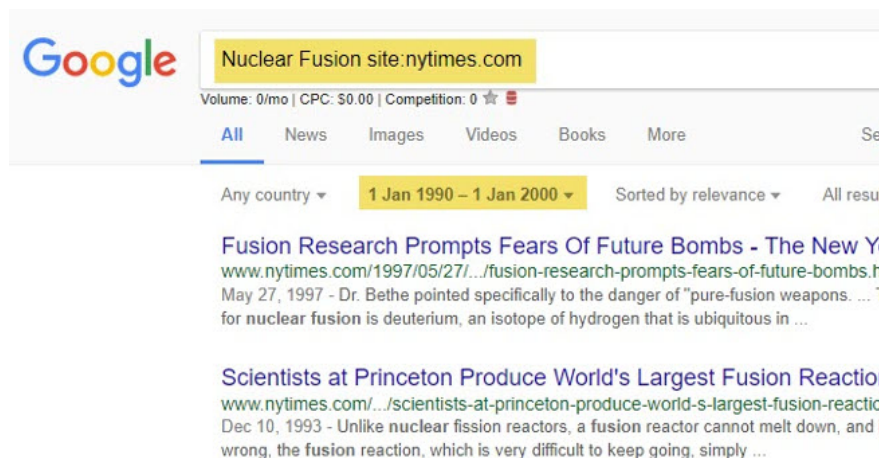 Google
Nuclear Fusion site:nytimes.com
Volume: 0/mo | CPC: $0.00 | Competition: 0
All News Images Videos Books More Se
Any country 1 Jan 1990 – 1 Jan 2000 Sorted by relevance All resu
Fusion Research Prompts Fears Of Future Bombs - The New Y
www.nytimes.com/1997/05/27/.../fusion-research-prompts-fears-of-future-bombs.h
May 27, 1997 - Dr. Bethe pointed specifically to the danger of "pure-fusion weapons. ...
for nuclear fusion is deuterium, an isotope of hydrogen that is ubiquitous in ...
Scientists at Princeton Produce World's Largest Fusion Reactio
www.nytimes.com/.../scientists-at-princeton-produce-world-s-largest-fusion-reactio
Dec 10, 1993 - Unlike nuclear fission reactors, a fusion reactor cannot melt down, and
wrong, the fusion reaction, which is very difficult to keep going, simply ...